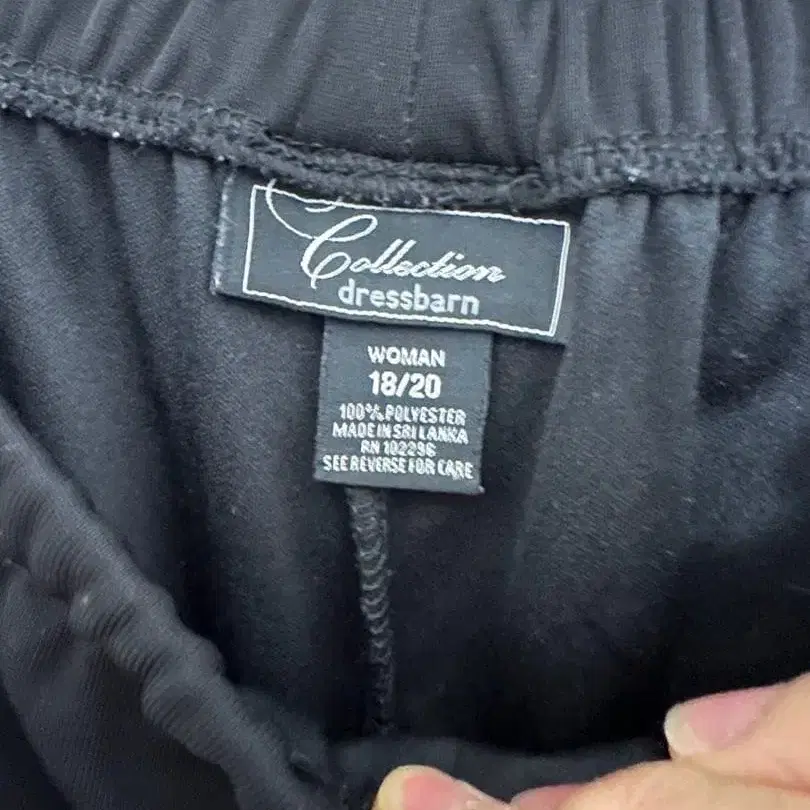 Collection
dressbarn
WOMAN
18/20
100% POLYESTER
MADE IN SRI LANKA
RN 102296
SEE REVERSE FOR CARE